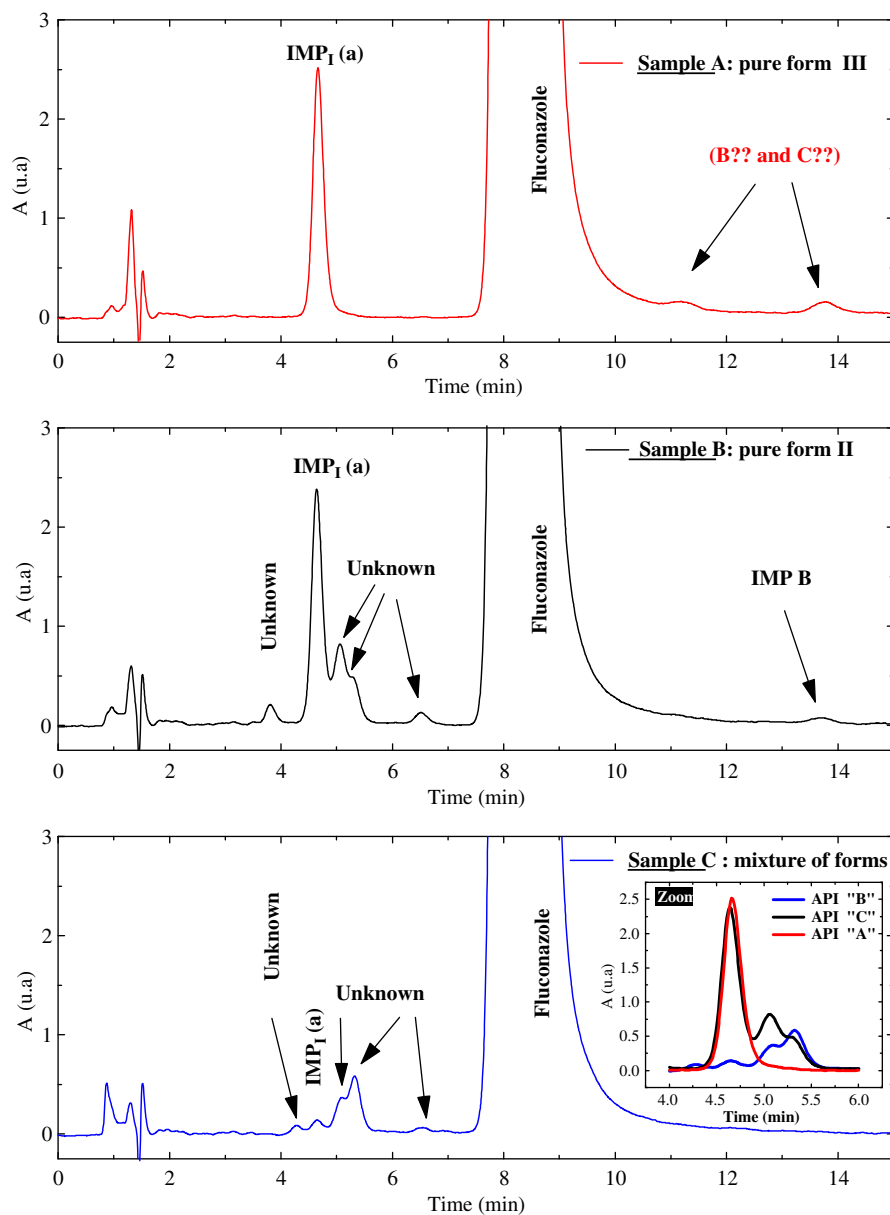 3
2
1
0
A (u.a)
IMPI (a)
Sample A: pure form III
Fluconazole
(B?? and C??)
0 2 4 6 8 10 12 14
Time (min)
3
2
1
0
A (u.a)
Unknown
IMPI (a)
Unknown
Sample B: pure form II
Fluconazole
IMP B
0 2 4 6 8 10 12 14
Time (min)
3
2
1
0
A (u.a)
Unknown
IMPI (a)
Unknown
Sample C : mixture of forms
Fluconazole
Zoom
API "B"
API "C"
API "A"
2.5
2.0
1.5
1.0
0.5
0.0
A (u.a)
4.0 4.5 5.0 5.5 6.0
Time (min)
0 2 4 6 8 10 12 14
Time (min)